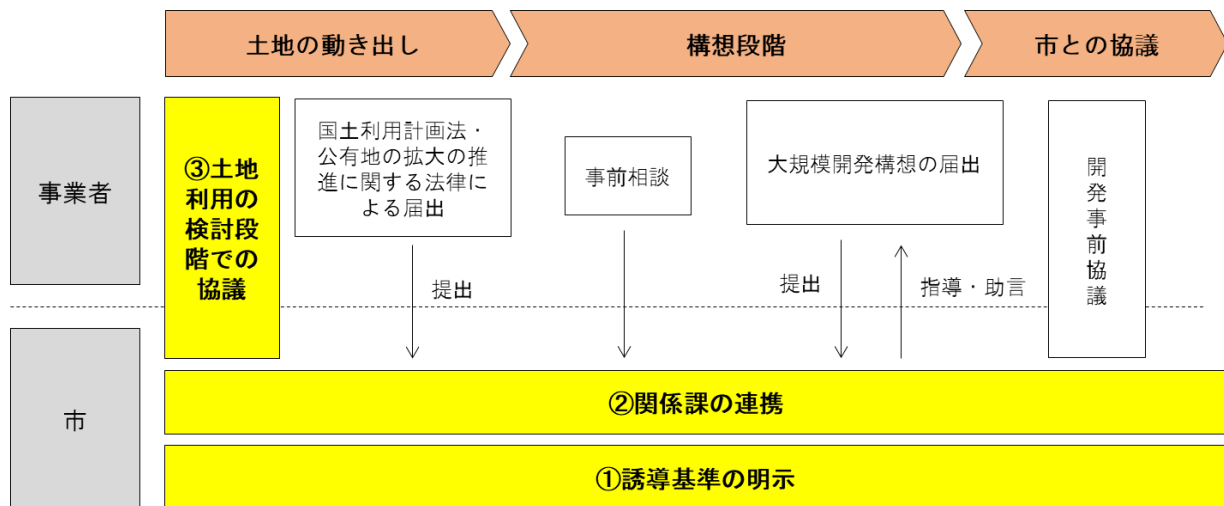 土地の動き出し
構想段階
市との協議
事業者
③土地
利用の
検討段
階での
協議
国土利用計画法・
公有地の拡大の推
進に関する法律に
よる届出
事前相談
大規模開発構想の届出
開発事前協議
提出
提出
指導・助言
市
②関係課の連携
①誘導基準の明示